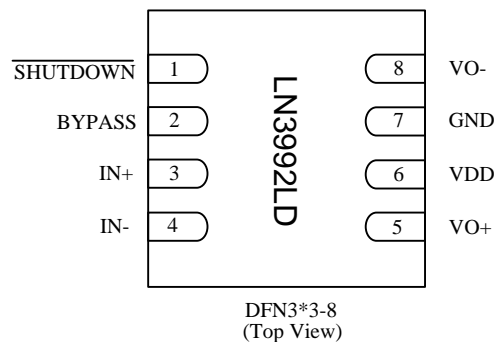 SHUTDOWN 1 8 VO-
BYPASS 2 7 GND
IN+ 3 6 VDD
IN- 4 5 VO+
LN3992LD
DFN3*3-8
(Top View)